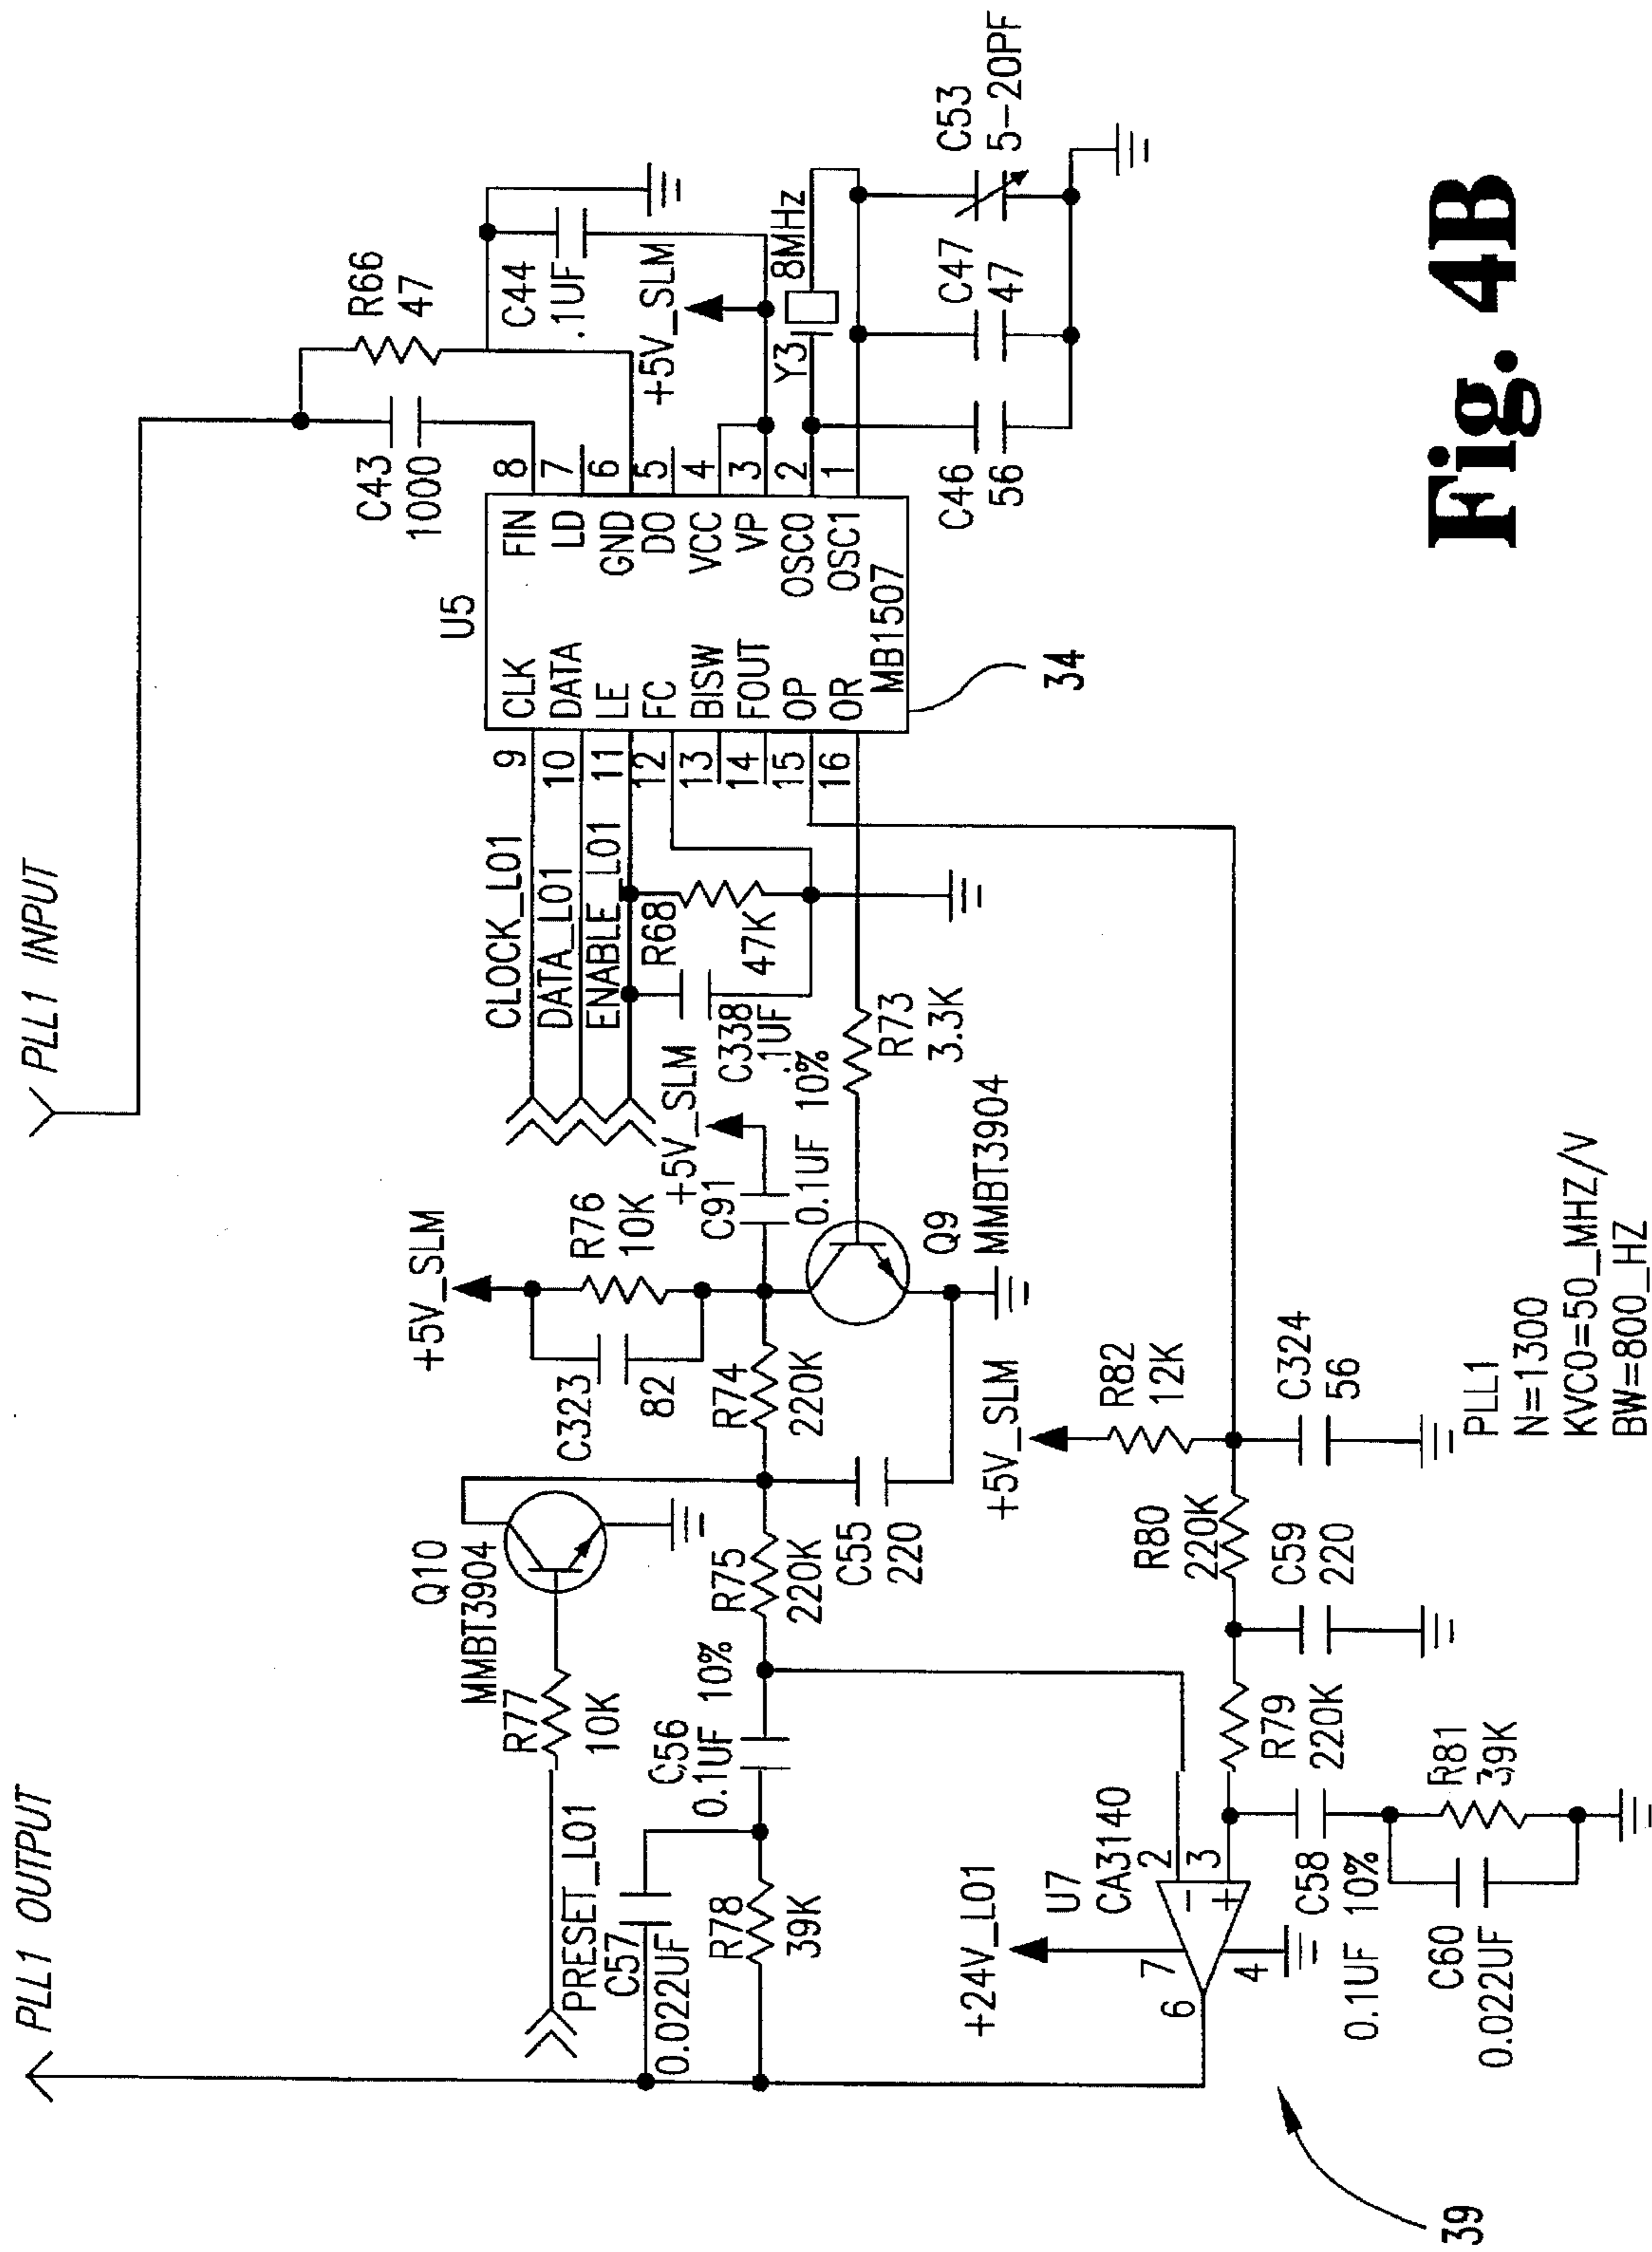 PLL1 OUTPUT
PLL1 INPUT
PRESET_L01
R77
10K
Q10
MMBT3904
C57
0.022UF
R78
39K
C56
0.1UF 10%
R75
220K
C55
220
R74
220K
+5V_SLM
C323
82
R76
10K
C91
+5V_SLM
0.1UF 10%
Q9
MMBT3904
R73
3.3K
CLOCK_L01
DATA_L01
ENABLE_L01
C338
.1UF
R68
47K
9
10
11
12
13
14
15
16
U5
CLK
DATA
LE
FC
BISW
FOUT
OP
OR
MB1507
FIN
LD
GND
DO
VCC
VP
OSCO
OSC1
8
7
6
5
4
3
2
1
34
C43
1000
R66
47
C44
.1UF
+5V_SLM
Y3
8MHz
C46
56
C47
47
C53
5-20PF
+24V_L01
U7
CA3140
7
6
4
2
3
-
+
C58
0.1UF 10%
C60
0.022UF
R81
39K
R79
220K
C59
220
R80
220K
+5V_SLM
R82
12K
C324
56
PLL1
N=1300
KVCO=50_MHZ/V
BW=800_HZ
39
Fig. 4B